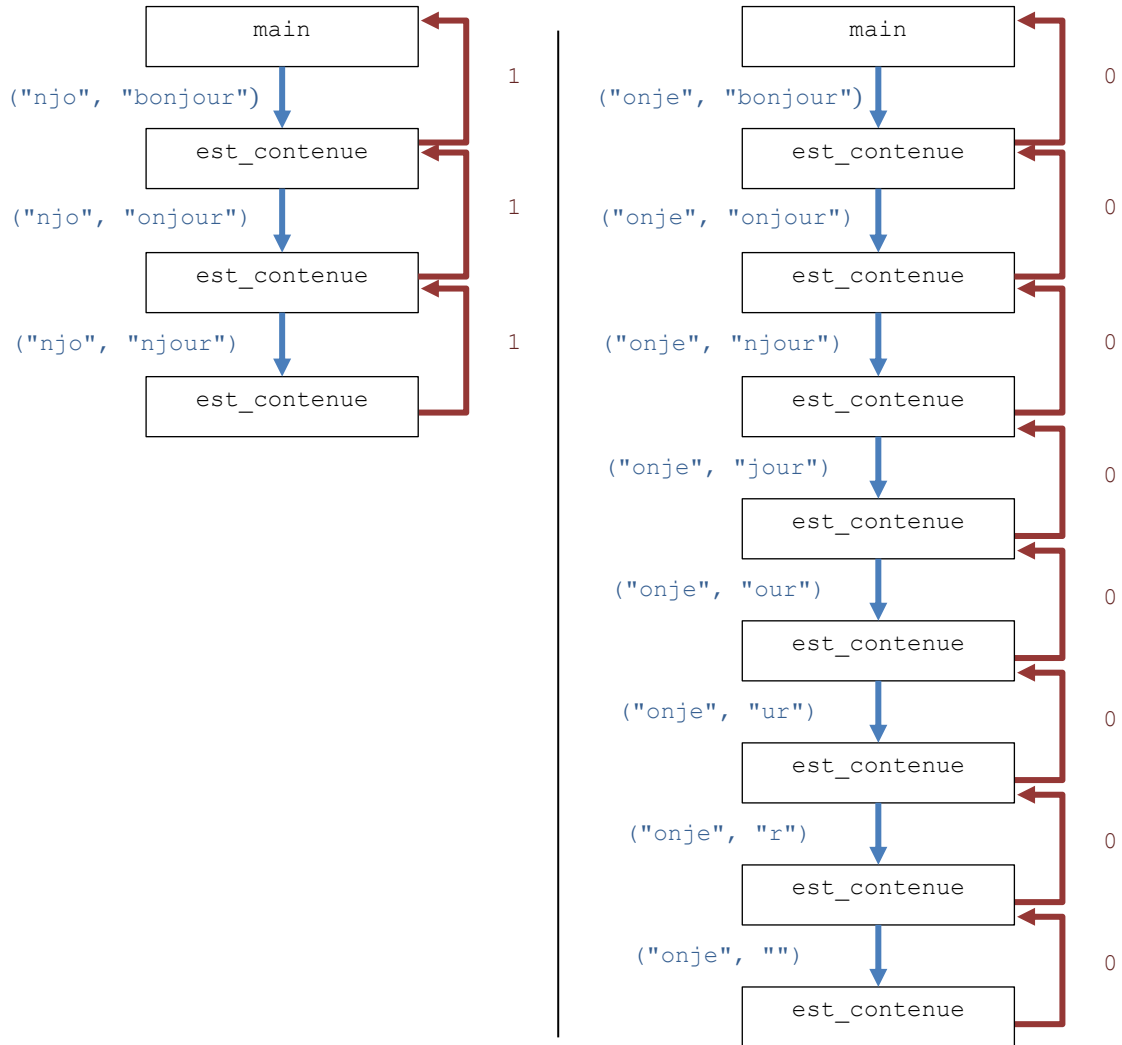 main
1
("njo", "bonjour")
est_contenue
("njo", "onjour")
1
est_contenue
("njo", "njour")
1
est_contenue
main
0
("onje", "bonjour")
est_contenue
("onje", "onjour")
0
est_contenue
("onje", "njour")
0
est_contenue
("onje", "jour")
0
est_contenue
("onje", "our")
0
est_contenue
("onje", "ur")
0
est_contenue
("onje", "r")
0
est_contenue
("onje", "")
0
est_contenue